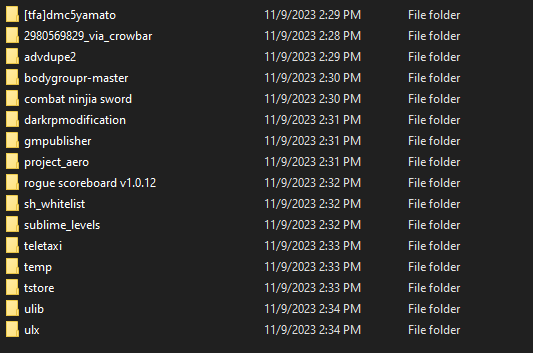 [tfa]dmc5yamato 11/9/2023 2:29 PM File folder
2980569829_via_crowbar 11/9/2023 2:28 PM File folder
advdupe2 11/9/2023 2:29 PM File folder
bodygroupr-master 11/9/2023 2:30 PM File folder
combat ninjia sword 11/9/2023 2:30 PM File folder
darkrpmodification 11/9/2023 2:31 PM File folder
gmpublisher 11/9/2023 2:31 PM File folder
project_aero 11/9/2023 2:31 PM File folder
rogue scoreboard v1.0.12 11/9/2023 2:32 PM File folder
sh_whitelist 11/9/2023 2:32 PM File folder
sublime_levels 11/9/2023 2:32 PM File folder
teletaxi 11/9/2023 2:33 PM File folder
temp 11/9/2023 2:33 PM File folder
tstore 11/9/2023 2:33 PM File folder
ulib 11/9/2023 2:34 PM File folder
ulx 11/9/2023 2:34 PM File folder